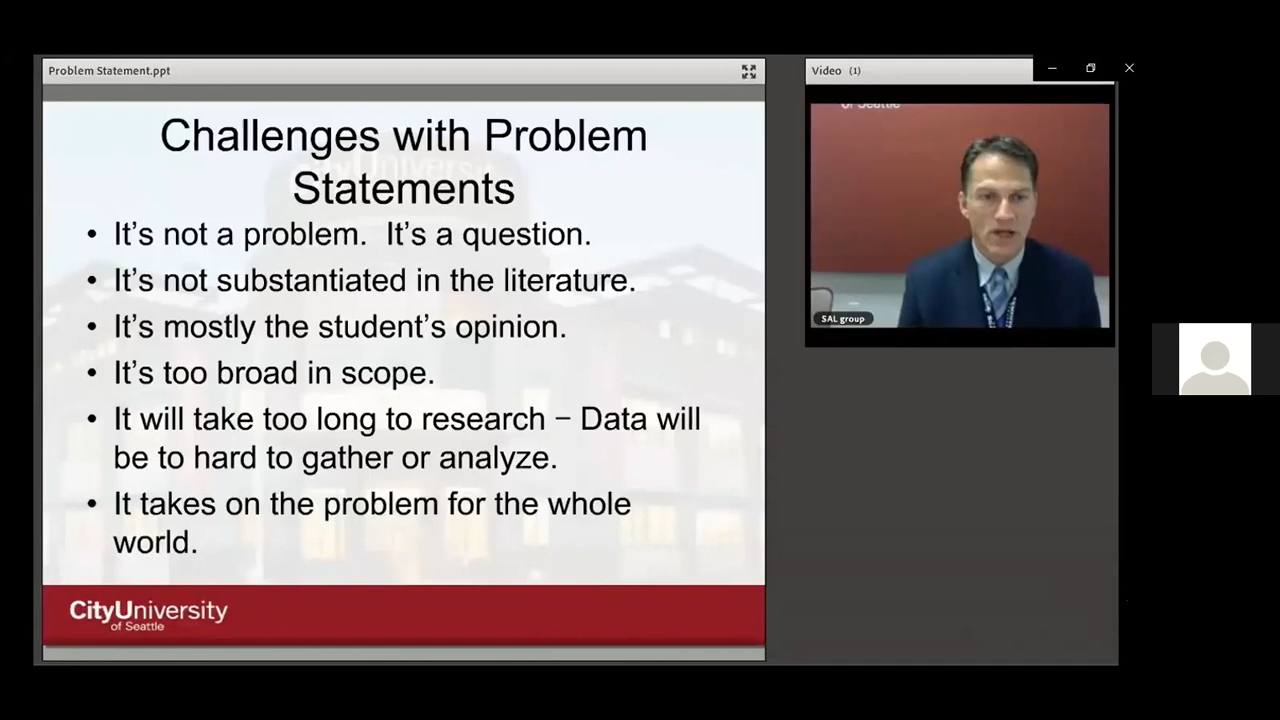 Problem Statement.ppt
Video (1)
of Seattle
Challenges with Problem
Statements
• It’s not a problem.  It’s a question.
• It’s not substantiated in the literature.
• It’s mostly the student’s opinion.
• It’s too broad in scope.
• It will take too long to research – Data will
be to hard to gather or analyze.
• It takes on the problem for the whole
world.
SAL group
CityUniversity
of Seattle